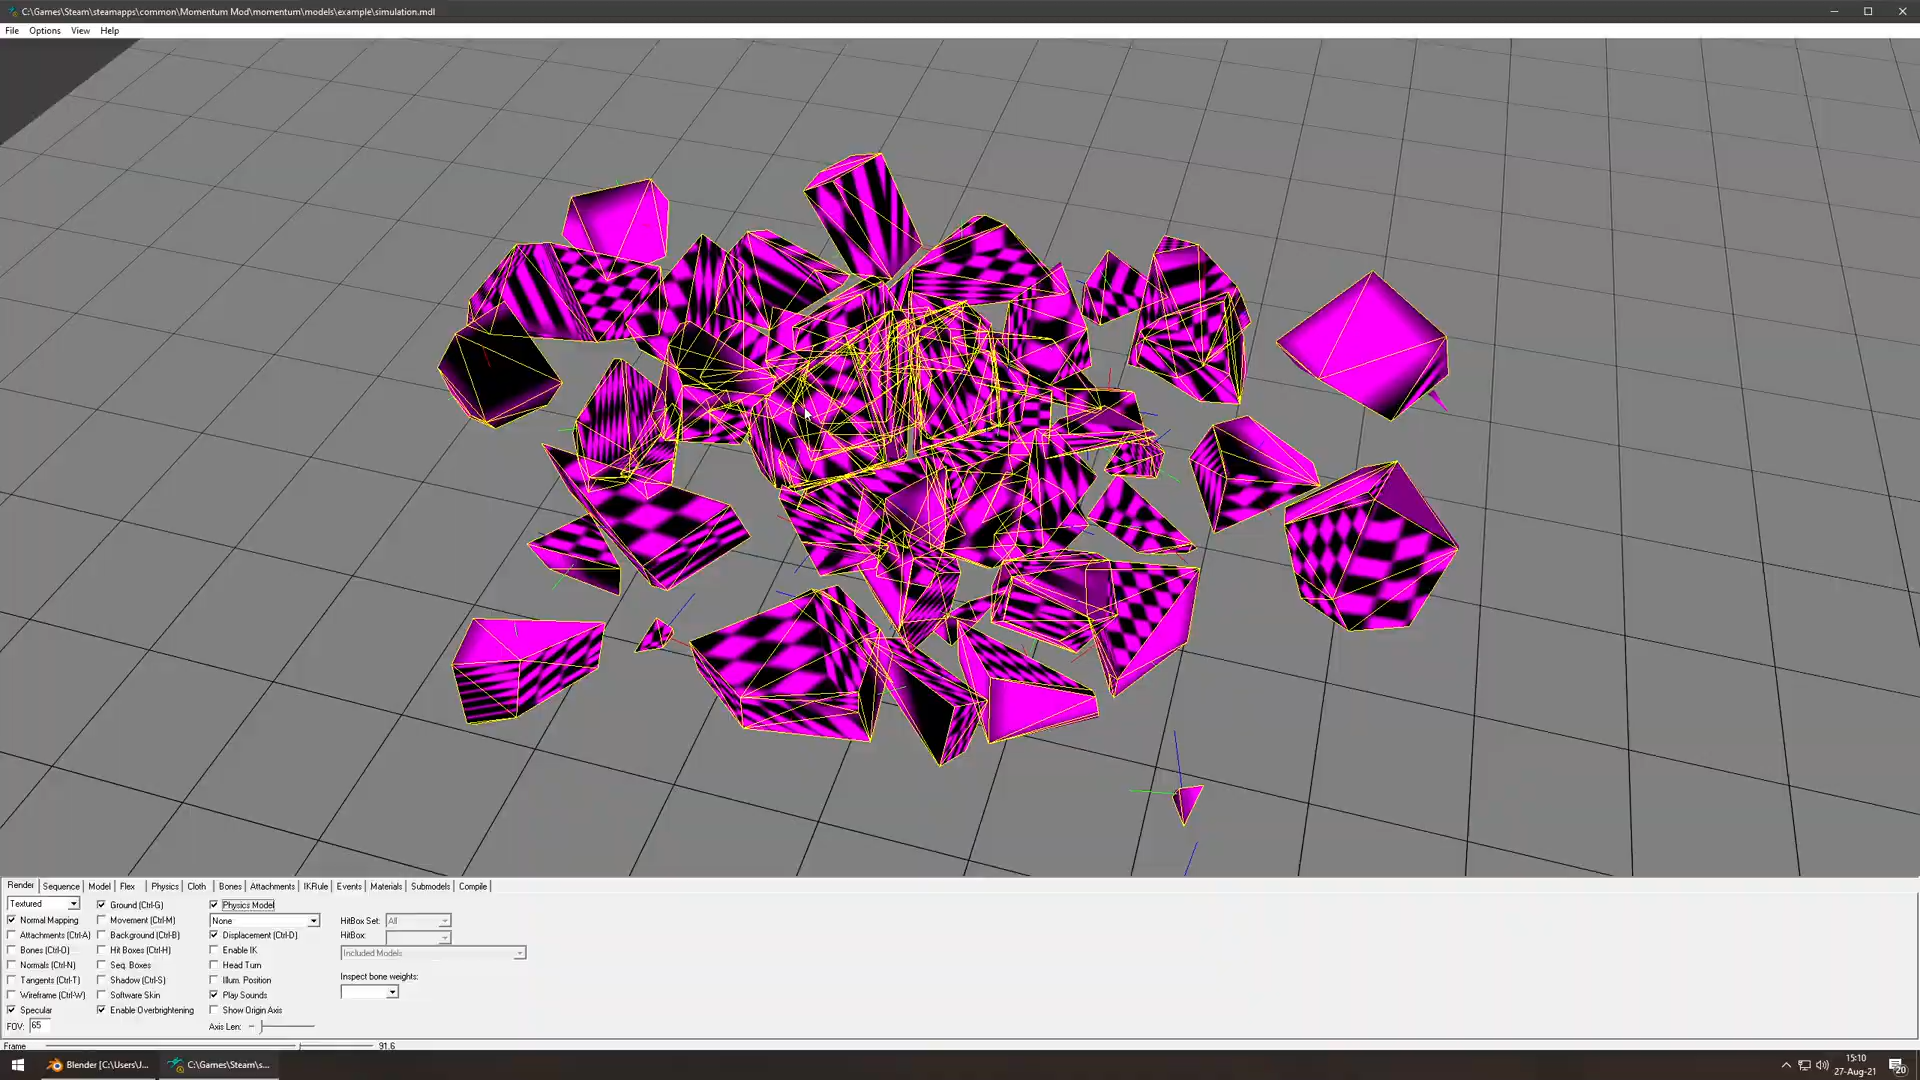 C:\Games\Steam\steamapps\common\Momentum Mod\momentum\models\example\simulation.mdl
File Options View Help
Render Sequence Model Flex Physics Cloth Bones Attachments IKRule Events Materials Submodels Compile
Textured Ground (Ctrl-G) Physics Model
Normal Mapping Movement (Ctrl-M) None HitBox Set: All
Attachments (Ctrl-A) Background (Ctrl-B) Displacement (Ctrl-D) HitBox:
Bones (Ctrl-O) Hit Boxes (Ctrl-H) Enable IK Included Models
Normals (Ctrl-N) Seq. Boxes Head Turn
Tangents (Ctrl-T) Shadow (Ctrl-S) Illum. Position Inspect bone weights:
Wireframe (Ctrl-W) Software Skin Play Sounds
Specular Enable Overbrightening Show Origin Axis
FOV: 65 Axis Len:
Frame 91.6
Blender [C:\Users\J... C:\Games\Steam\s... 15:10
27-Aug-21 20